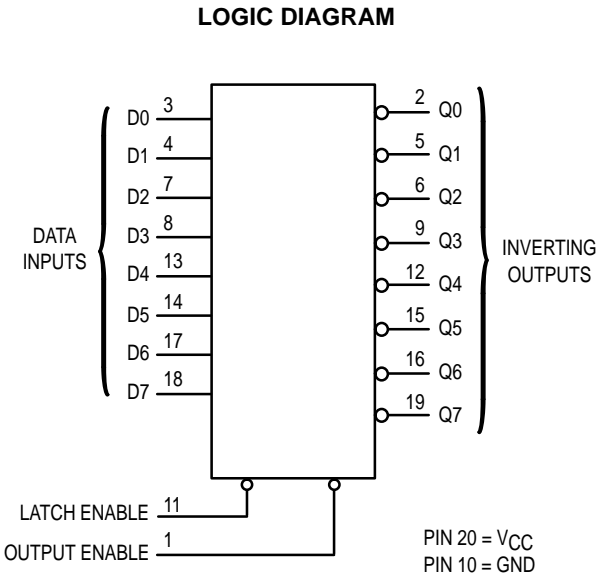 LOGIC DIAGRAM
D0 3
D1 4
D2 7
D3 8
D4 13
D5 14
D6 17
D7 18
DATA
INPUTS
2 Q0
5 Q1
6 Q2
9 Q3
12 Q4
15 Q5
16 Q6
19 Q7
INVERTING
OUTPUTS
LATCH ENABLE 11
OUTPUT ENABLE 1
PIN 20 = VCC
PIN 10 = GND